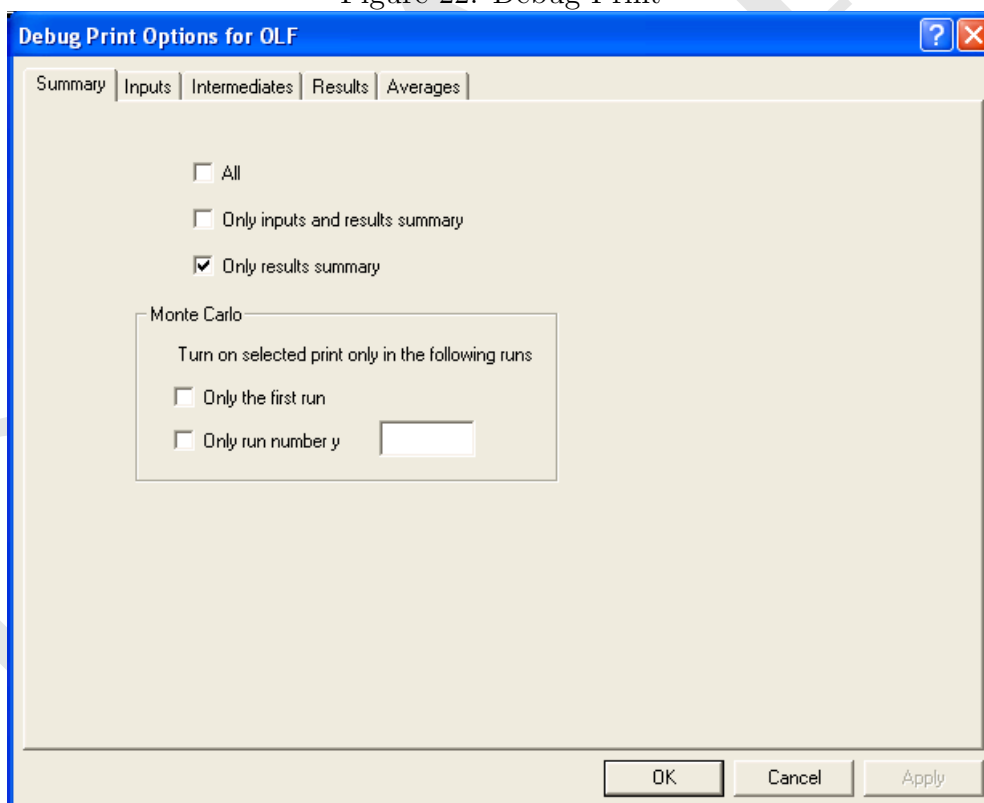 Figure 22: Debug Print
Debug Print Options for OLF
Summary Inputs Intermediates Results Averages
All
Only inputs and results summary
Only results summary
Monte Carlo
Turn on selected print only in the following runs
Only the first run
Only run number y
OK Cancel Apply